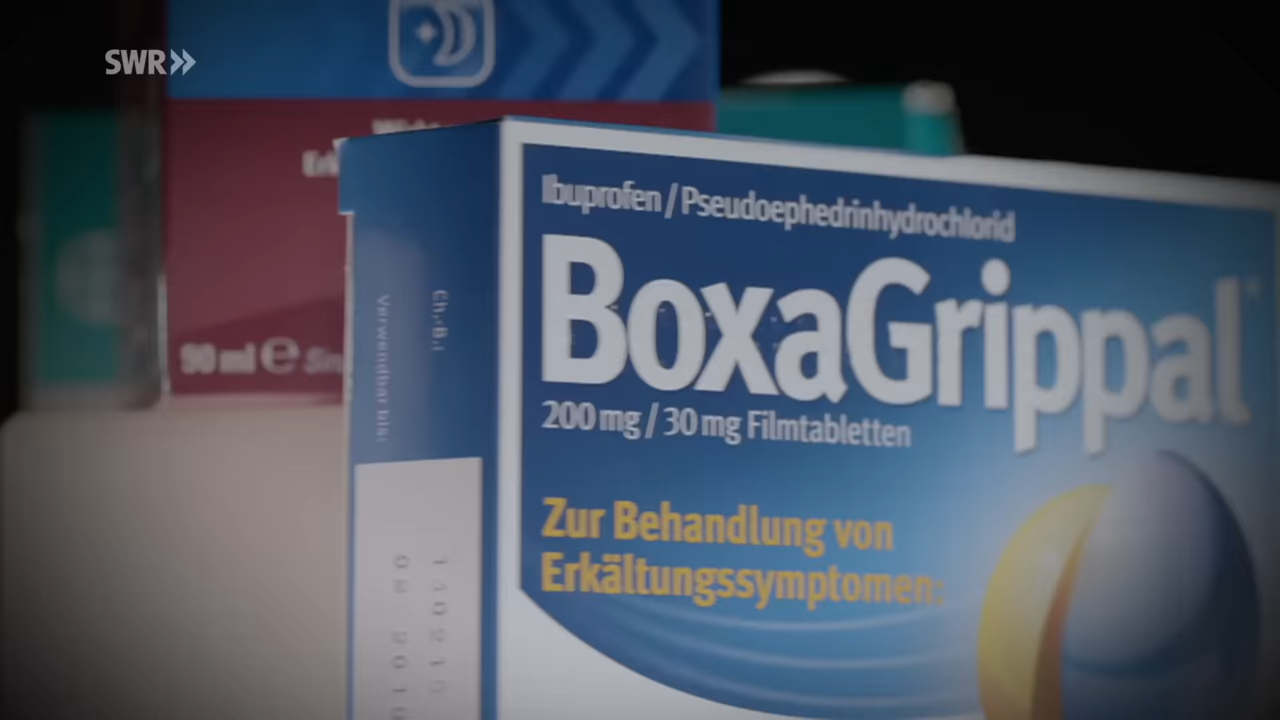 SWR
90 ml e
Ibuprofen / Pseudoephedrinhydrochlorid
BoxaGrippal
200 mg / 30 mg Filmtabletten
Zur Behandlung von
Erkältungssymptomen:
Verwendbar bis:
Ch.-B.: